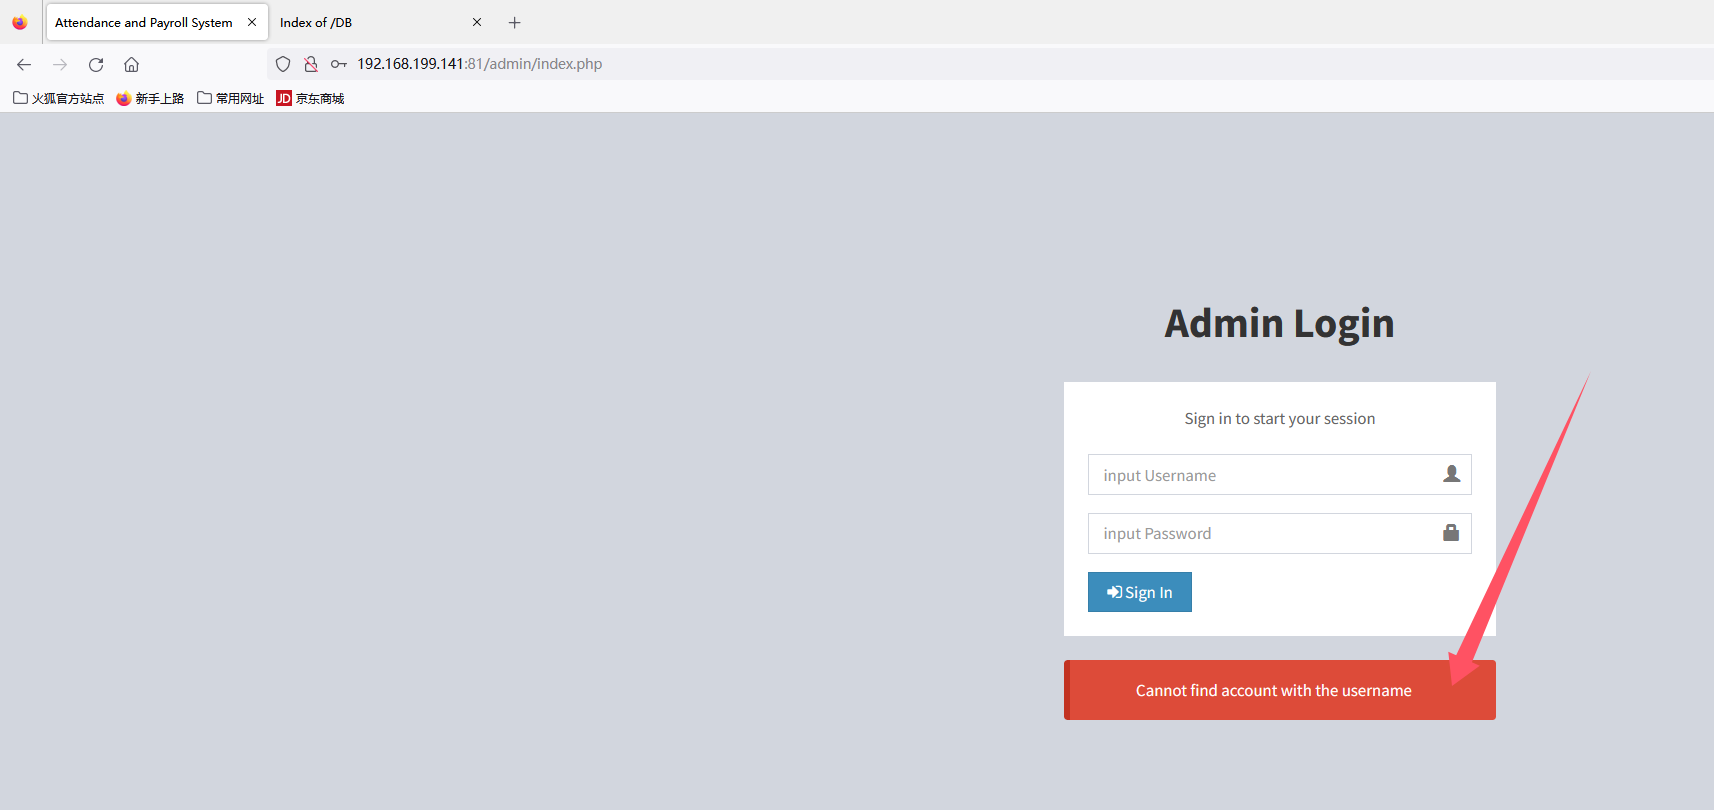 Attendance and Payroll System
Index of /DB
192.168.199.141:81/admin/index.php
火狐官方站点 新手上路 常用网址 JD 京东商城
Admin Login
Sign in to start your session
input Username
input Password
Sign In
Cannot find account with the username